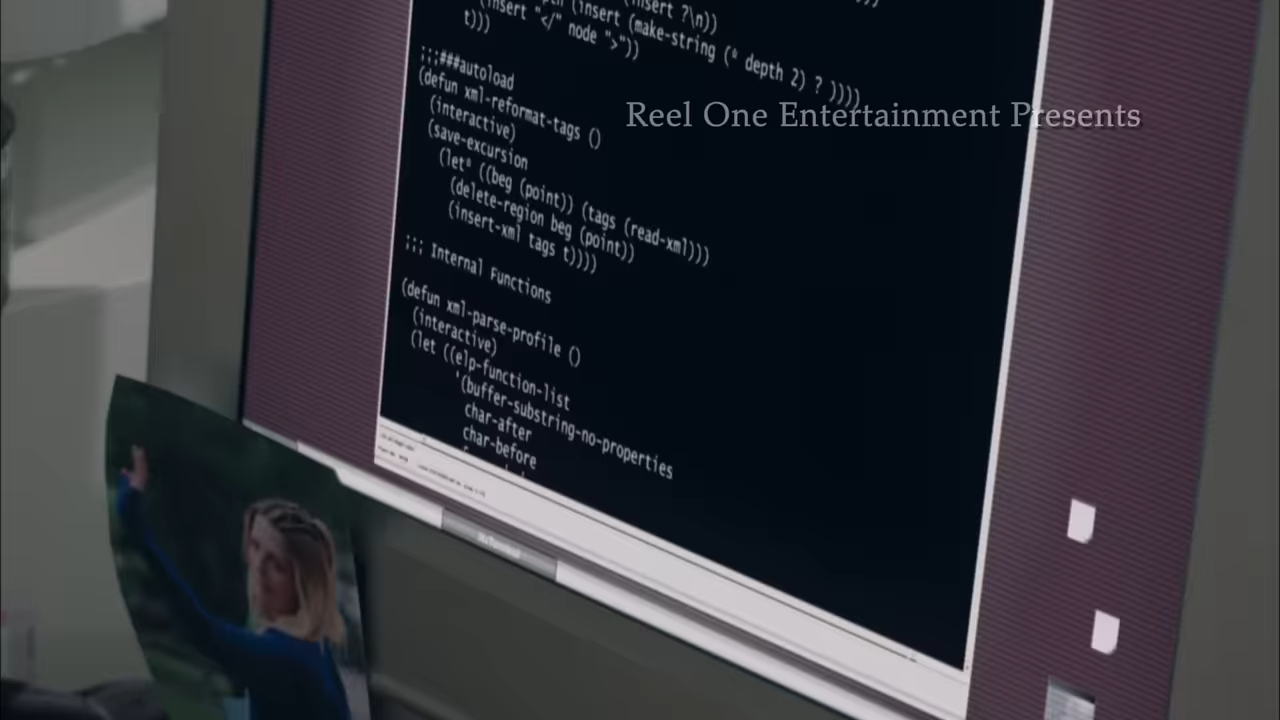 (insert ?\n))
(insert (make-string (* depth 2) ? ))))
(insert "</" node ">"))
t)))
;;;###autoload
(defun xml-reformat-tags ()
(interactive)
(save-excursion
(let* ((beg (point)) (tags (read-xml)))
(delete-region beg (point))
(insert-xml tags t))))
;;; Internal Functions
(defun xml-parse-profile ()
(interactive)
(let ((elp-function-list
'(buffer-substring-no-properties
char-after
char-before
Reel One Entertainment Presents